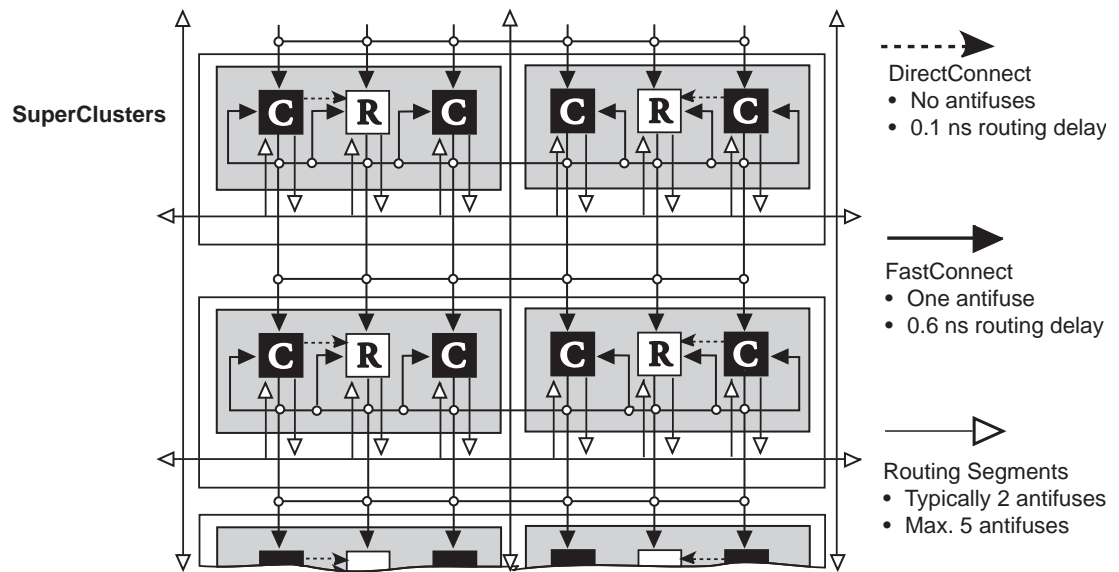 SuperClusters
C R C C R C
C R C C R C
DirectConnect
• No antifuses
• 0.1 ns routing delay
FastConnect
• One antifuse
• 0.6 ns routing delay
Routing Segments
• Typically 2 antifuses
• Max. 5 antifuses